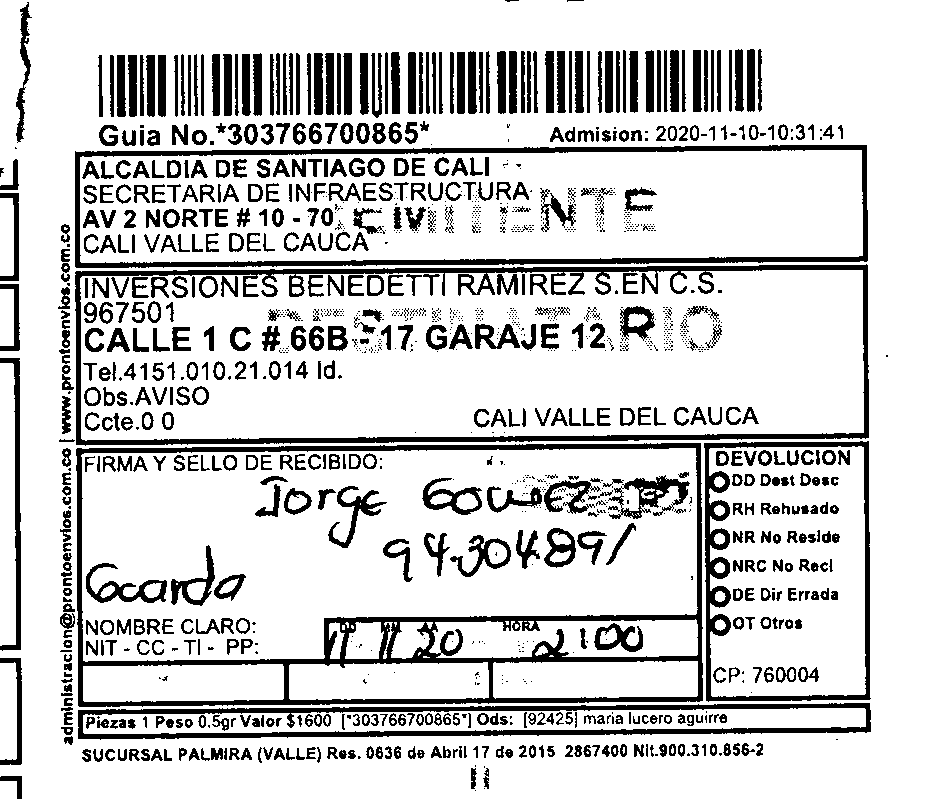 Guia No.*303766700865*
Admision: 2020-11-10-10:31:41
ALCALDIA DE SANTIAGO DE CALI
SECRETARIA DE INFRAESTRUCTURA
AV 2 NORTE # 10 - 70
CALI VALLE DEL CAUCA
INVERSIONES BENEDETTI RAMIREZ S.EN C.S.
967501
DESTINATARIO
CALLE 1 C # 66B - 17 GARAJE 12
Tel.4151.010.21.014 Id.
Obs.AVISO
Ccte.0 0
CALI VALLE DEL CAUCA
FIRMA Y SELLO DE RECIBIDO:
Jorge Gomez
94304891
Guarda
NOMBRE CLARO:
NIT - CC - TI - PP:
DD MM AA HORA
11 11 20 2:00
DEVOLUCION
DD Dest Desc
RH Rehusado
NR No Reside
NRC No Recl
DE Dir Errada
OT Otros
CP: 760004
Piezas 1 Peso 0.5gr Valor $1600 [*303766700865*] Ods: [92425] maria lucero aguirre
SUCURSAL PALMIRA (VALLE) Res. 0636 de Abril 17 de 2015 2867400 Nit.900.310.856-2
administracion@prontoenvios.com.co | www.prontoenvios.com.co